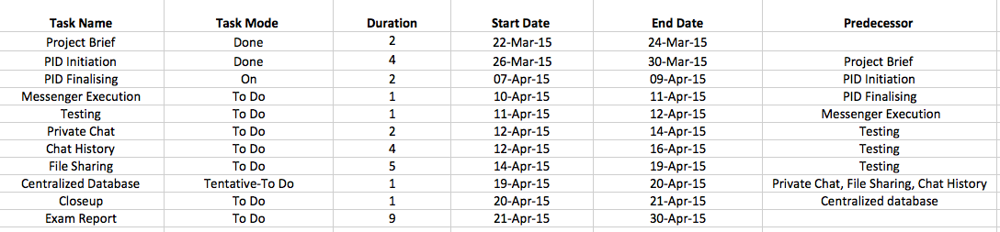 Task Name Task Mode Duration Start Date End Date Predecessor
Project Brief Done 2 22-Mar-15 24-Mar-15
PID Initiation Done 4 26-Mar-15 30-Mar-15 Project Brief
PID Finalising On 2 07-Apr-15 09-Apr-15 PID Initiation
Messenger Execution To Do 1 10-Apr-15 11-Apr-15 PID Finalising
Testing To Do 1 11-Apr-15 12-Apr-15 Messenger Execution
Private Chat To Do 2 12-Apr-15 14-Apr-15 Testing
Chat History To Do 4 12-Apr-15 16-Apr-15 Testing
File Sharing To Do 5 14-Apr-15 19-Apr-15 Testing
Centralized Database Tentative-To Do 1 19-Apr-15 20-Apr-15 Private Chat, File Sharing, Chat History
Closeup To Do 1 20-Apr-15 21-Apr-15 Centralized database
Exam Report To Do 9 21-Apr-15 30-Apr-15